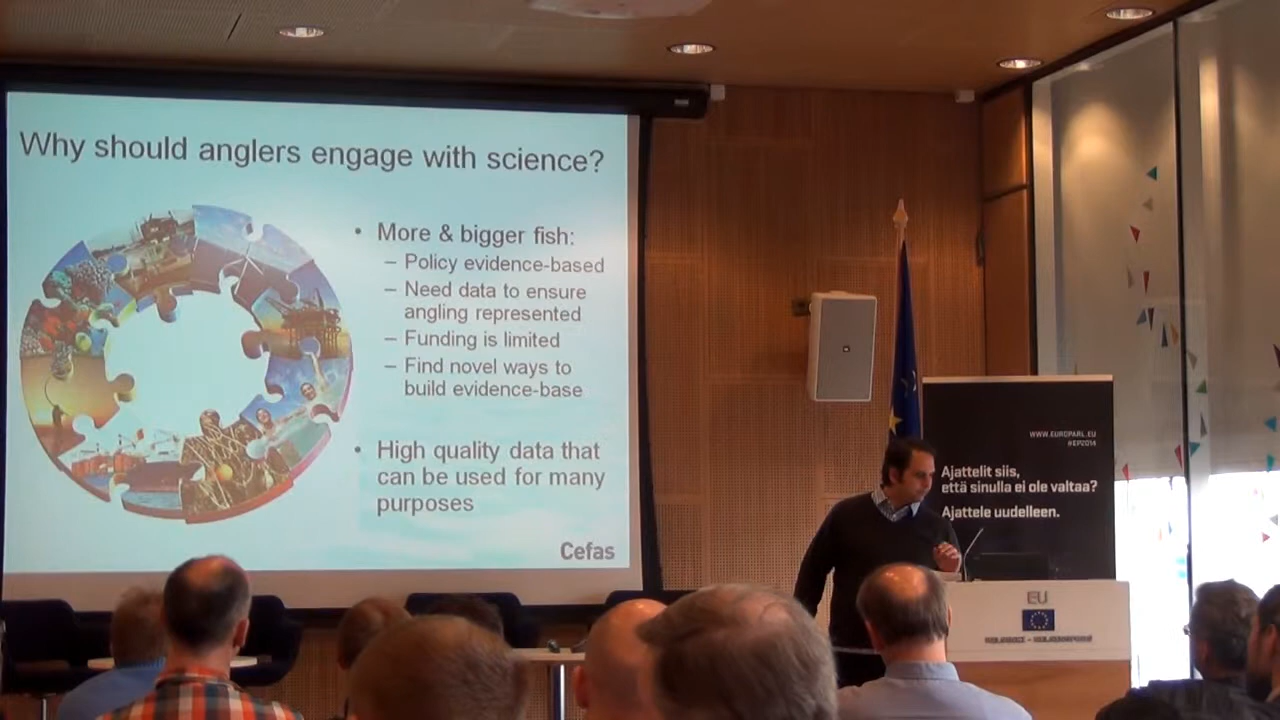 Why should anglers engage with science?
• More & bigger fish:
– Policy evidence-based
– Need data to ensure
angling represented
– Funding is limited
– Find novel ways to
build evidence-base
• High quality data that
can be used for many
purposes
Cefas
WWW.EUROPARL.EU
#EP2014
Ajattelit siis,
että sinulla ei ole valtaa?
Ajattele uudelleen.
EU